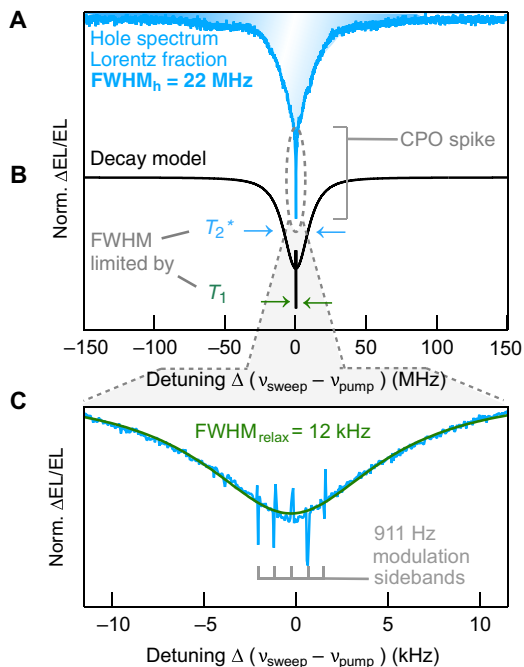 A
Hole spectrum
Lorentz fraction
FWHMₕ = 22 MHz
CPO spike
Norm. ΔEL/EL
B
Decay model
FWHM
limited by
T₂*
T₁
−150 −100 −50 0 50 100 150
Detuning Δ (νsweep − νpump) (MHz)
C
FWHMrelax = 12 kHz
Norm. ΔEL/EL
911 Hz
modulation
sidebands
−10 −5 0 5 10
Detuning Δ (νsweep − νpump) (kHz)